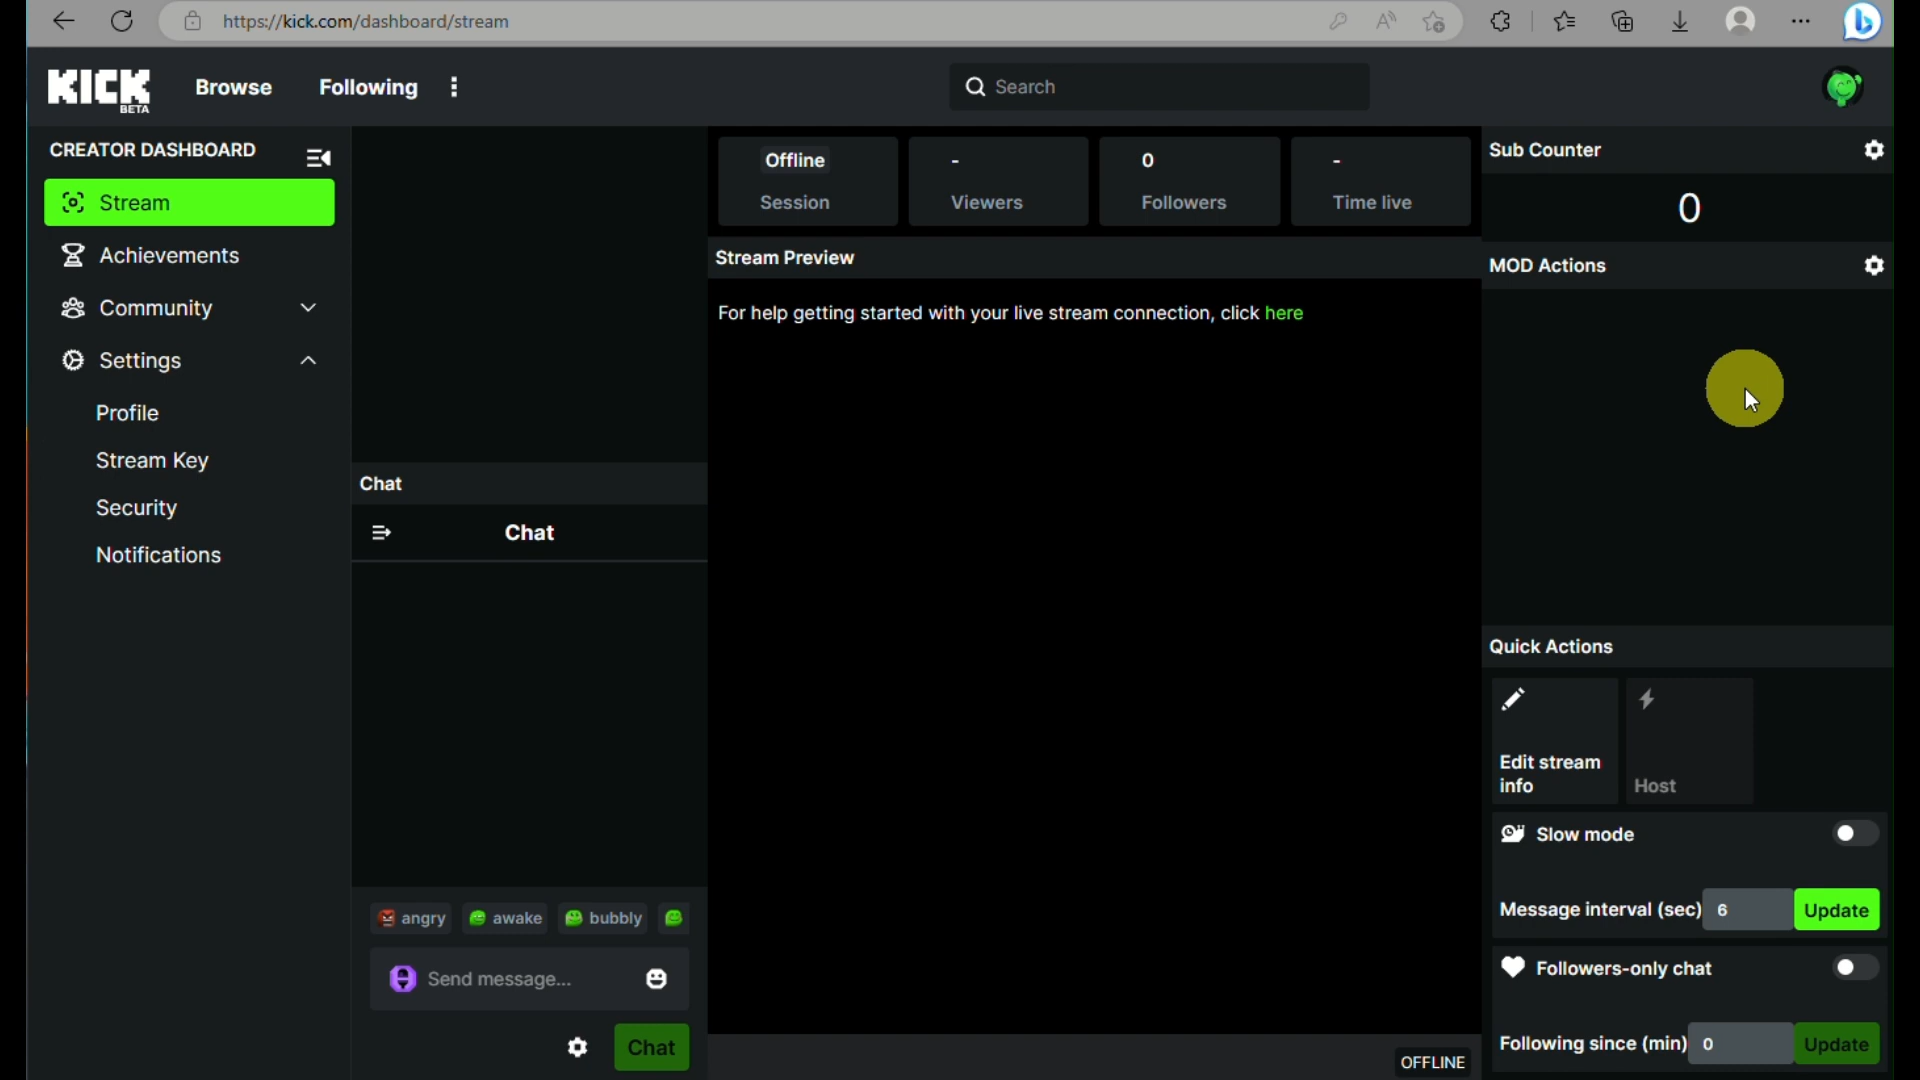 https://kick.com/dashboard/stream
KICK
BETA
Browse
Following
Search
CREATOR DASHBOARD
Stream
Achievements
Community
Settings
Profile
Stream Key
Security
Notifications
Chat
Chat
angry
awake
bubbly
Send message...
Chat
Offline
Session
-
Viewers
0
Followers
-
Time live
Stream Preview
For help getting started with your live stream connection, click here
OFFLINE
Sub Counter
0
MOD Actions
Quick Actions
Edit stream
info
Host
Slow mode
Message interval (sec) 6 Update
Followers-only chat
Following since (min) 0 Update